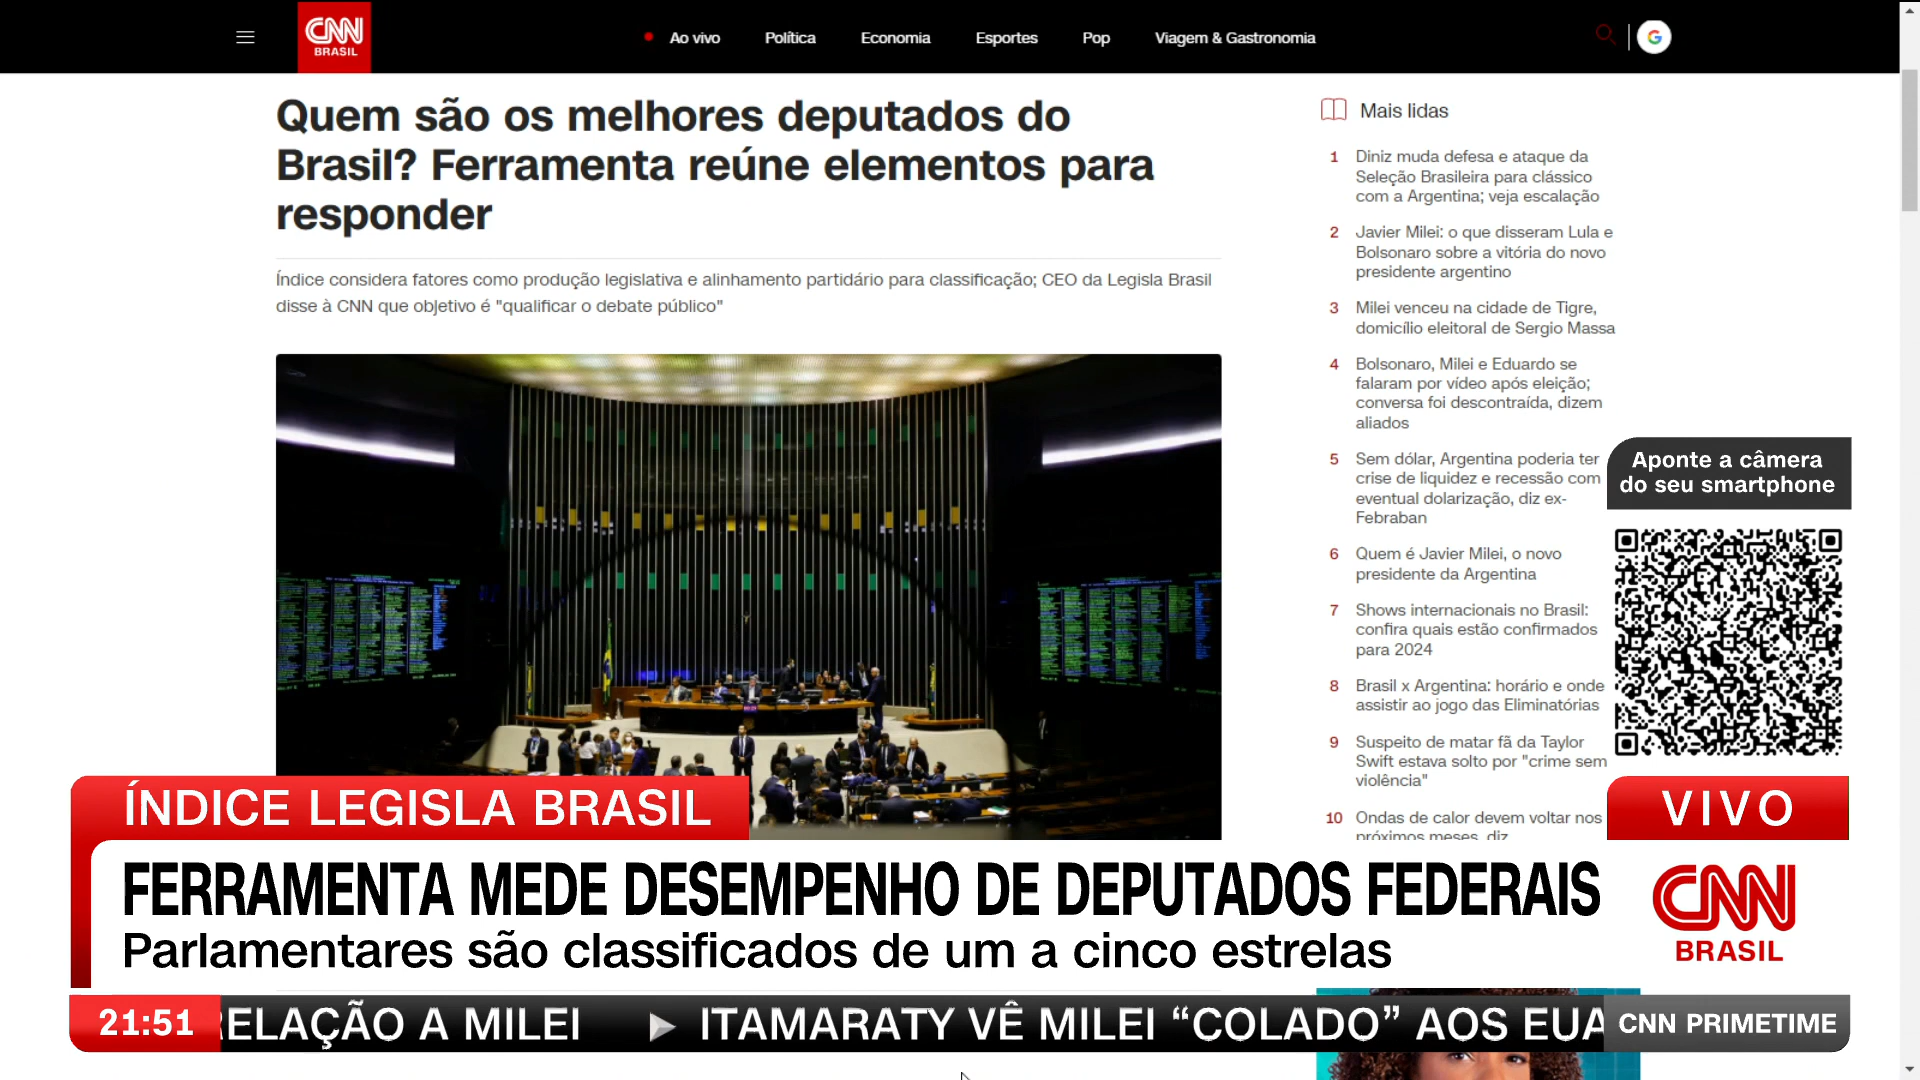 CNN
BRASIL
Ao vivo
Política
Economia
Esportes
Pop
Viagem & Gastronomia
Quem são os melhores deputados do
Brasil? Ferramenta reúne elementos para
responder
Índice considera fatores como produção legislativa e alinhamento partidário para classificação; CEO da Legisla Brasil
disse à CNN que objetivo é "qualificar o debate público"
Mais lidas
1 Diniz muda defesa e ataque da
Seleção Brasileira para clássico
com a Argentina; veja escalação
2 Javier Milei: o que disseram Lula e
Bolsonaro sobre a vitória do novo
presidente argentino
3 Milei venceu na cidade de Tigre,
domicílio eleitoral de Sergio Massa
4 Bolsonaro, Milei e Eduardo se
falaram por vídeo após eleição;
conversa foi descontraída, dizem
aliados
5 Sem dólar, Argentina poderia ter
crise de liquidez e recessão com
eventual dolarização, diz ex-
Febraban
6 Quem é Javier Milei, o novo
presidente da Argentina
7 Shows internacionais no Brasil:
confira quais estão confirmados
para 2024
8 Brasil x Argentina: horário e onde
assistir ao jogo das Eliminatórias
9 Suspeito de matar fã da Taylor
Swift estava solto por "crime sem
violência"
10 Ondas de calor devem voltar nos
próximos meses, diz
Aponte a câmera
do seu smartphone
ÍNDICE LEGISLA BRASIL
VIVO
FERRAMENTA MEDE DESEMPENHO DE DEPUTADOS FEDERAIS
Parlamentares são classificados de um a cinco estrelas
CNN
BRASIL
21:51
RELAÇÃO A MILEI
ITAMARATY VÊ MILEI “COLADO” AOS EUA
CNN PRIMETIME